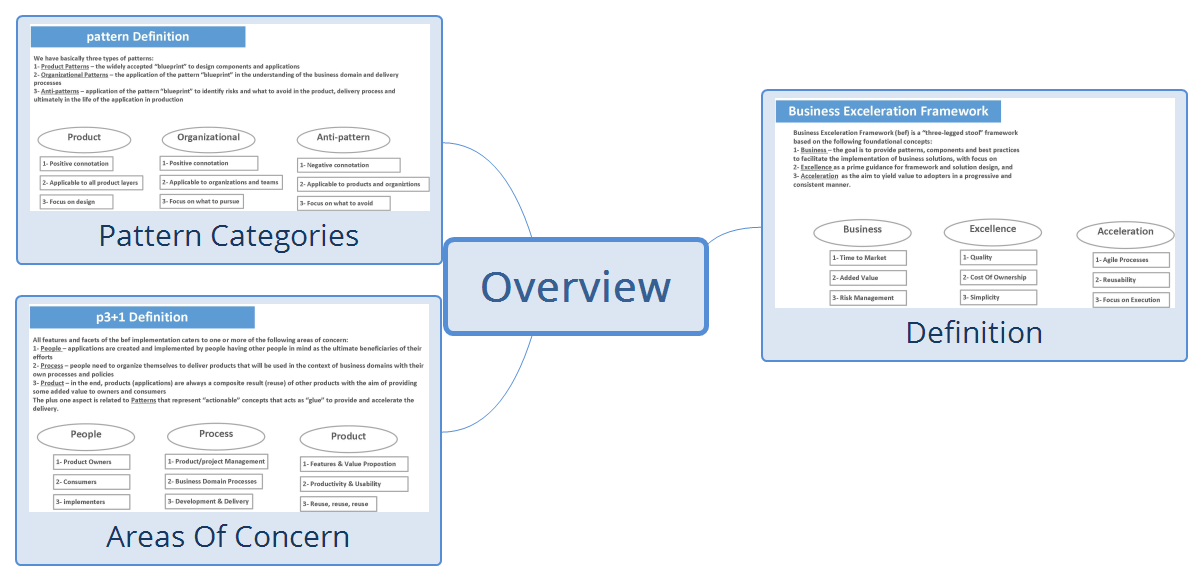 pattern Definition
We have basically three types of patterns:
1- Product Patterns – the widely accepted "blueprint" to design components and applications
2- Organizational Patterns – the application of the pattern "blueprint" in the understanding of the business domain and delivery
processes
3- Anti-patterns – application of the pattern "blueprint" to identify risks and what to avoid in the product, delivery process and
ultimately in the life of the application in production
Product
1- Positive connotation
2- Applicable to all product layers
3- Focus on design
Organizational
1- Positive connotation
2- Applicable to organizations and teams
3- Focus on what to pursue
Anti-pattern
1- Negative connotation
2- Applicable to products and organiztions
3- Focus on what to avoid
Pattern Categories
p3+1 Definition
All features and facets of the bef implementation caters to one or more of the following areas of concern:
1- People – applications are created and implemented by people having other people in mind as the ultimate beneficiaries of their
efforts
2- Process – people need to organize themselves to deliver products that will be used in the context of business domains with their
own processes and policies
3- Product – in the end, products (applications) are always a composite result (reuse) of other products with the aim of providing
some added value to owners and consumers
The plus one aspect is related to Patterns that represent "actionable" concepts that acts as "glue" to provide and accelerate the
delivery.
People
1- Product Owners
2- Consumers
3- implementers
Process
1- Product/project Management
2- Business Domain Processes
3- Development & Delivery
Product
1- Features & Value Propostion
2- Productivity & Usability
3- Reuse, reuse, reuse
Areas Of Concern
Overview
Business Exceleration Framework
Business Exceleration Framework (bef) is a "three-legged stool" framework
based on the following foundational concepts:
1- Business – the goal is to provide patterns, components and best practices
to facilitate the implementation of business solutions, with focus on
2- Excellence as a prime guidance for framework and solution design, and
3- Acceleration as the aim to yield value to adopters in a progressive and
consistent manner.
Business
1- Time to Market
2- Added Value
3- Risk Management
Excellence
1- Quality
2- Cost Of Ownership
3- Simplicity
Acceleration
1- Agile Processes
2- Reusability
3- Focus on Execution
Definition